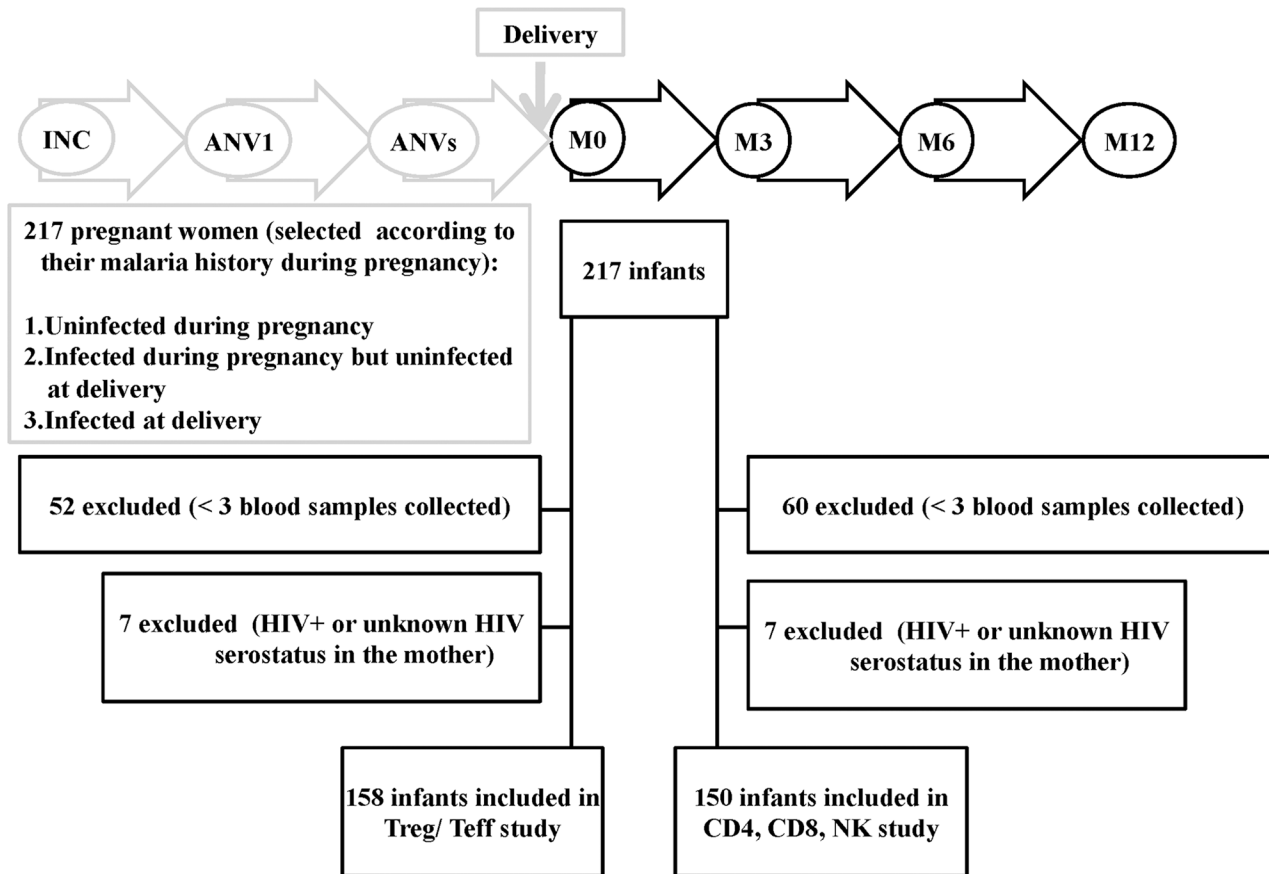 Delivery
INC
ANV1
ANVs
M0
M3
M6
M12
217 pregnant women (selected according to
their malaria history during pregnancy):
1.Uninfected during pregnancy
2.Infected during pregnancy but uninfected
at delivery
3.Infected at delivery
217 infants
52 excluded (< 3 blood samples collected)
60 excluded (< 3 blood samples collected)
7 excluded (HIV+ or unknown HIV
serostatus in the mother)
7 excluded (HIV+ or unknown HIV
serostatus in the mother)
158 infants included in
Treg/ Teff study
150 infants included in
CD4, CD8, NK study